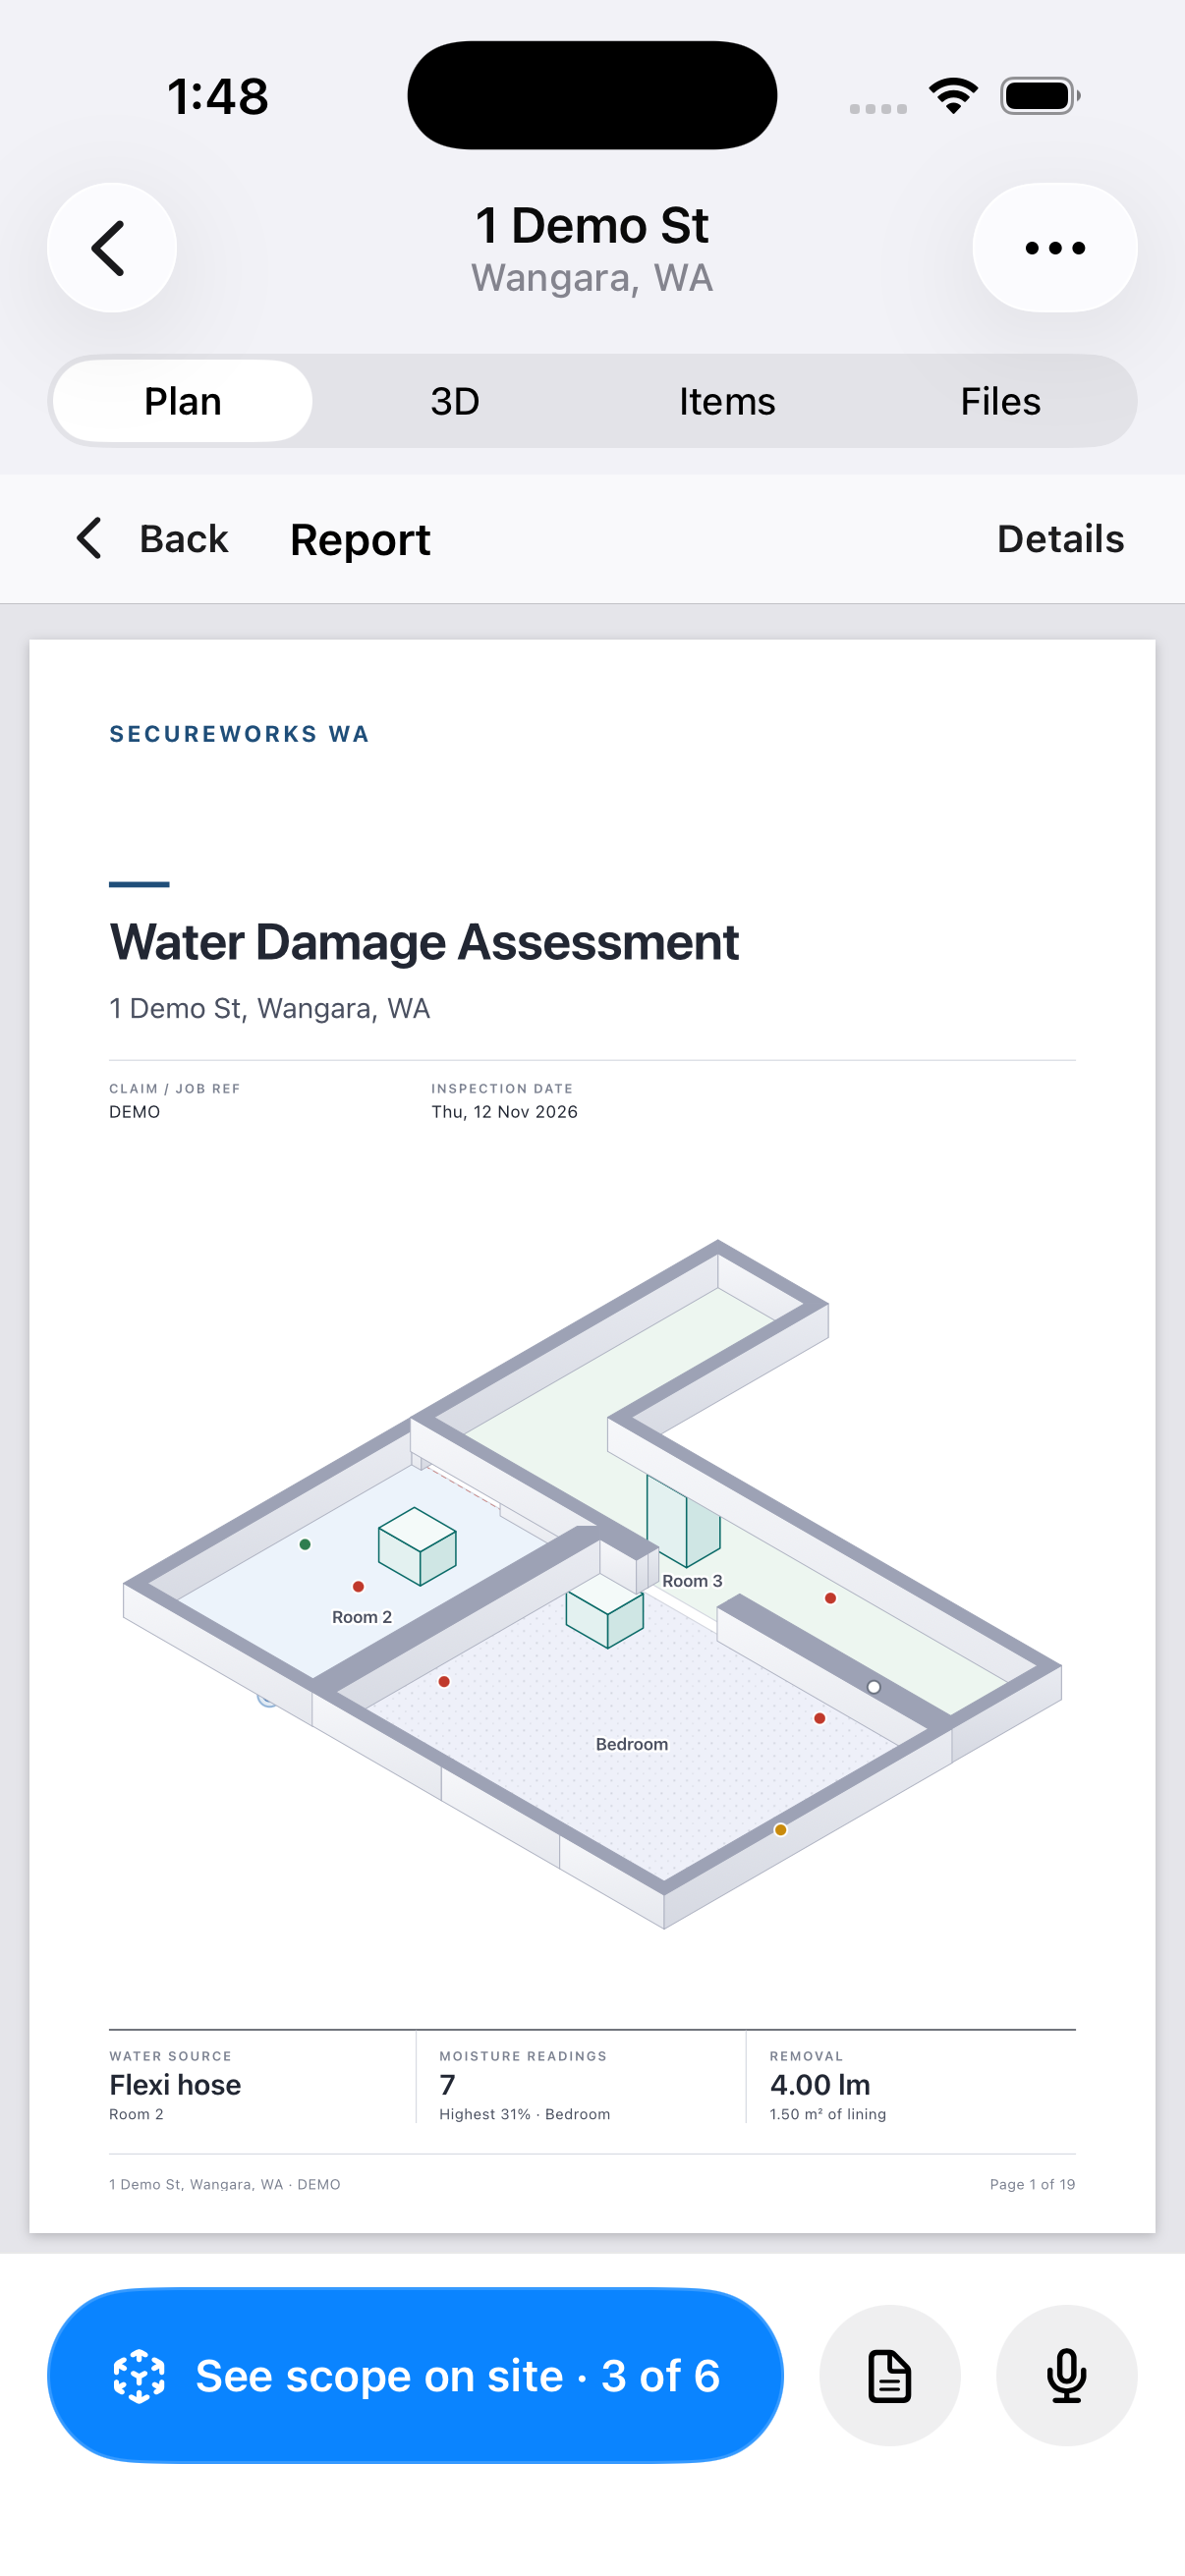 1:48
1 Demo St
Wangara, WA
Plan
3D
Items
Files
Back
Report
Details
SECUREWORKS WA
Water Damage Assessment
1 Demo St, Wangara, WA
CLAIM / JOB REF
INSPECTION DATE
DEMO
Thu, 12 Nov 2026
Room 3
Room 2
Bedroom
WATER SOURCE
MOISTURE READINGS
REMOVAL
Flexi hose
7
4.00 lm
Room 2
Highest 31% · Bedroom
1.50 m² of lining
1 Demo St, Wangara, WA · DEMO
Page 1 of 19
See scope on site · 3 of 6